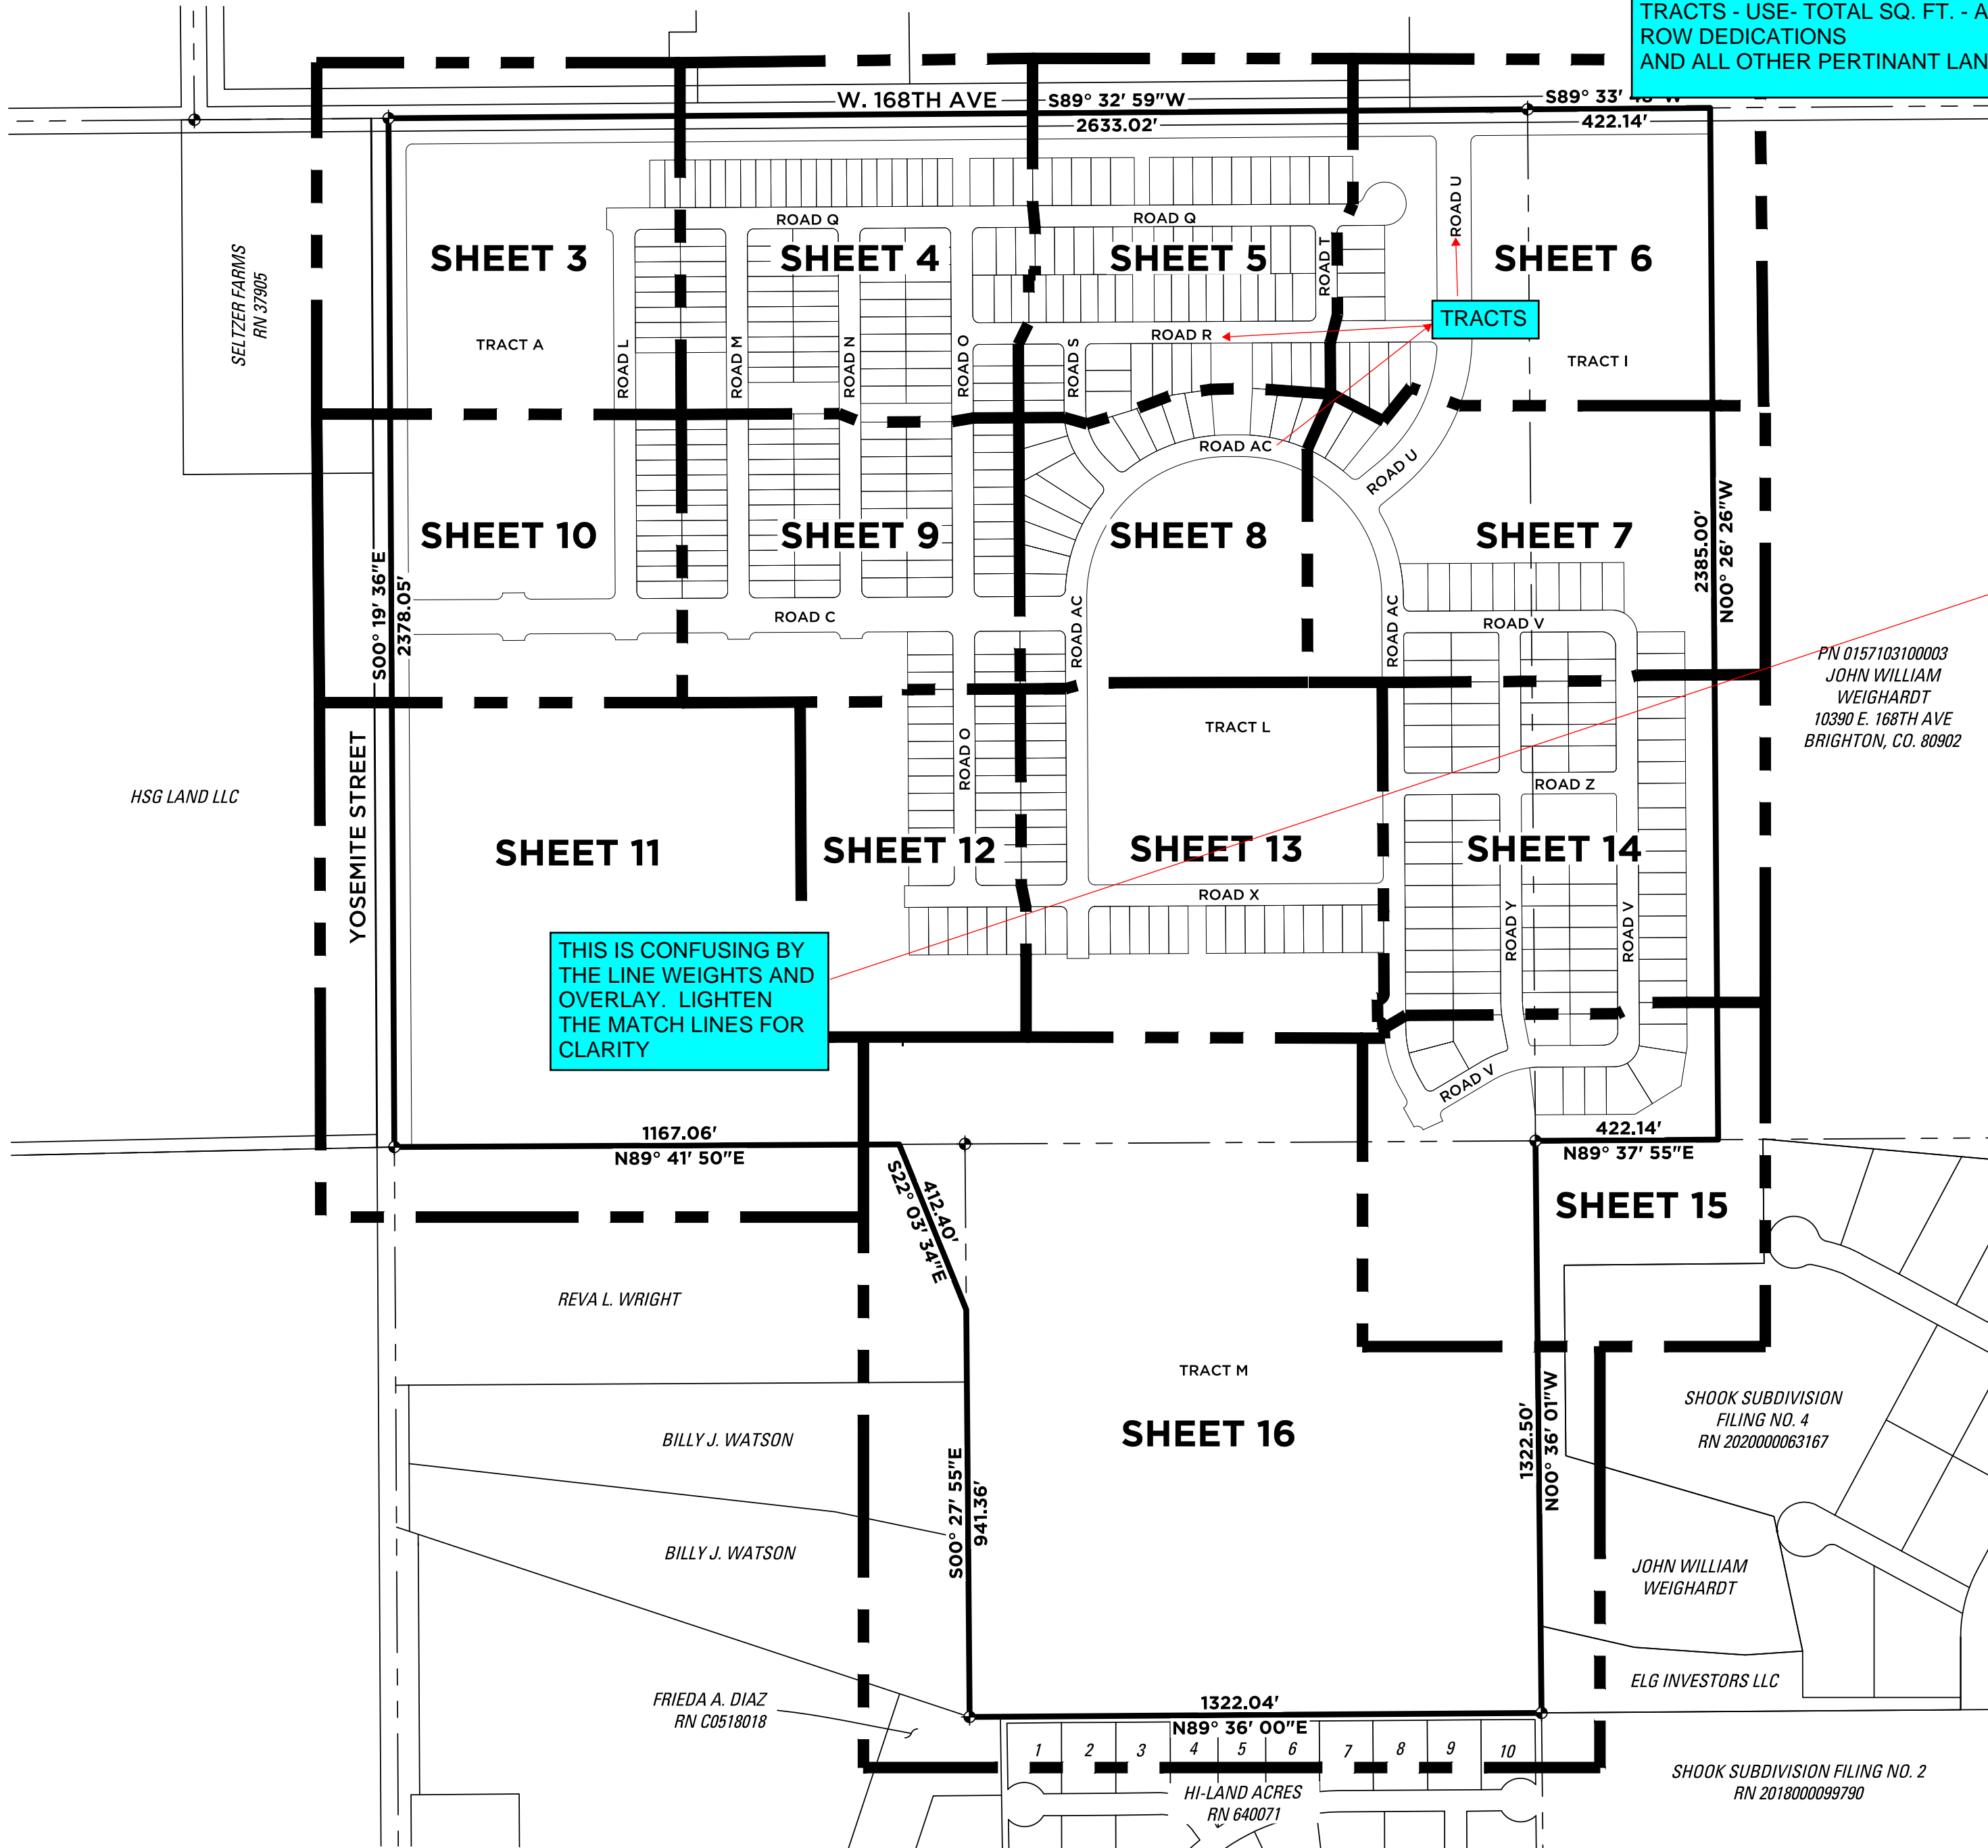 TRACTS - USE- TOTAL SQ. FT. - A
ROW DEDICATIONS
AND ALL OTHER PERTINANT LAN
W. 168TH AVE
S89° 32' 59"W
2633.02'
S89° 33'
422.14'
ROAD U
ROAD Q
ROAD Q
SELTZER FARMS
RN 37905
SHEET 3
SHEET 4
SHEET 5
ROAD T
SHEET 6
TRACTS
TRACT A
ROAD L
ROAD M
ROAD N
ROAD O
ROAD S
ROAD R
TRACT I
ROAD AC
ROAD U
SHEET 10
SHEET 9
SHEET 8
SHEET 7
S00° 19' 36"E
2378.05'
2385.00'
N00° 26' 26"W
ROAD C
ROAD AC
ROAD AC
ROAD V
PN 0157103100003
JOHN WILLIAM
WEIGHARDT
10390 E. 168TH AVE
BRIGHTON, CO. 80902
HSG LAND LLC
YOSEMITE STREET
ROAD O
TRACT L
ROAD Z
SHEET 11
SHEET 12
SHEET 13
SHEET 14
ROAD X
ROAD Y
ROAD V
THIS IS CONFUSING BY
THE LINE WEIGHTS AND
OVERLAY. LIGHTEN
THE MATCH LINES FOR
CLARITY
ROAD V
1167.06'
N89° 41' 50"E
412.40'
S22° 03' 34"E
422.14'
N89° 37' 55"E
SHEET 15
REVA L. WRIGHT
TRACT M
SHEET 16
1322.50'
N00° 36' 01"W
SHOOK SUBDIVISION
FILING NO. 4
RN 2020000063167
BILLY J. WATSON
S00° 27' 55"E
941.36'
BILLY J. WATSON
JOHN WILLIAM
WEIGHARDT
ELG INVESTORS LLC
FRIEDA A. DIAZ
RN C0518018
1322.04'
N89° 36' 00"E
1 2 3 4 5 6 7 8 9 10
HI-LAND ACRES
RN 640071
SHOOK SUBDIVISION FILING NO. 2
RN 2018000099790